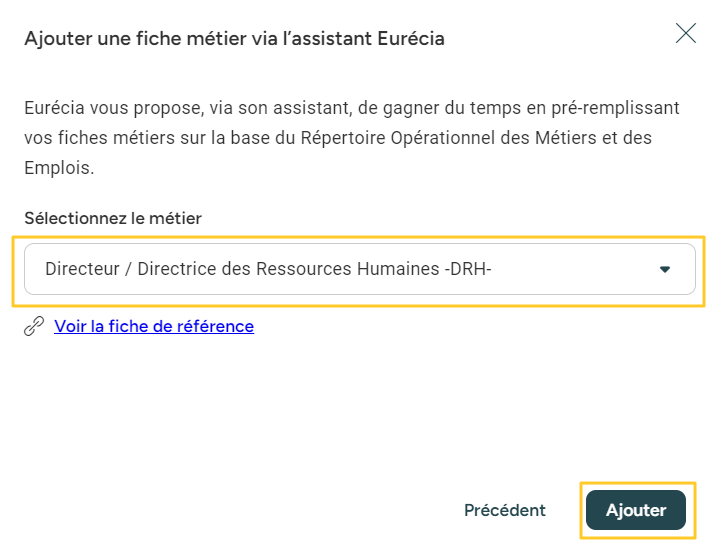 Ajouter une fiche métier via l’assistant Eurécia
Eurécia vous propose, via son assistant, de gagner du temps en pré-remplissant
vos fiches métiers sur la base du Répertoire Opérationnel des Métiers et des
Emplois.
Sélectionnez le métier
Directeur / Directrice des Ressources Humaines -DRH-
Voir la fiche de référence
Précédent
Ajouter